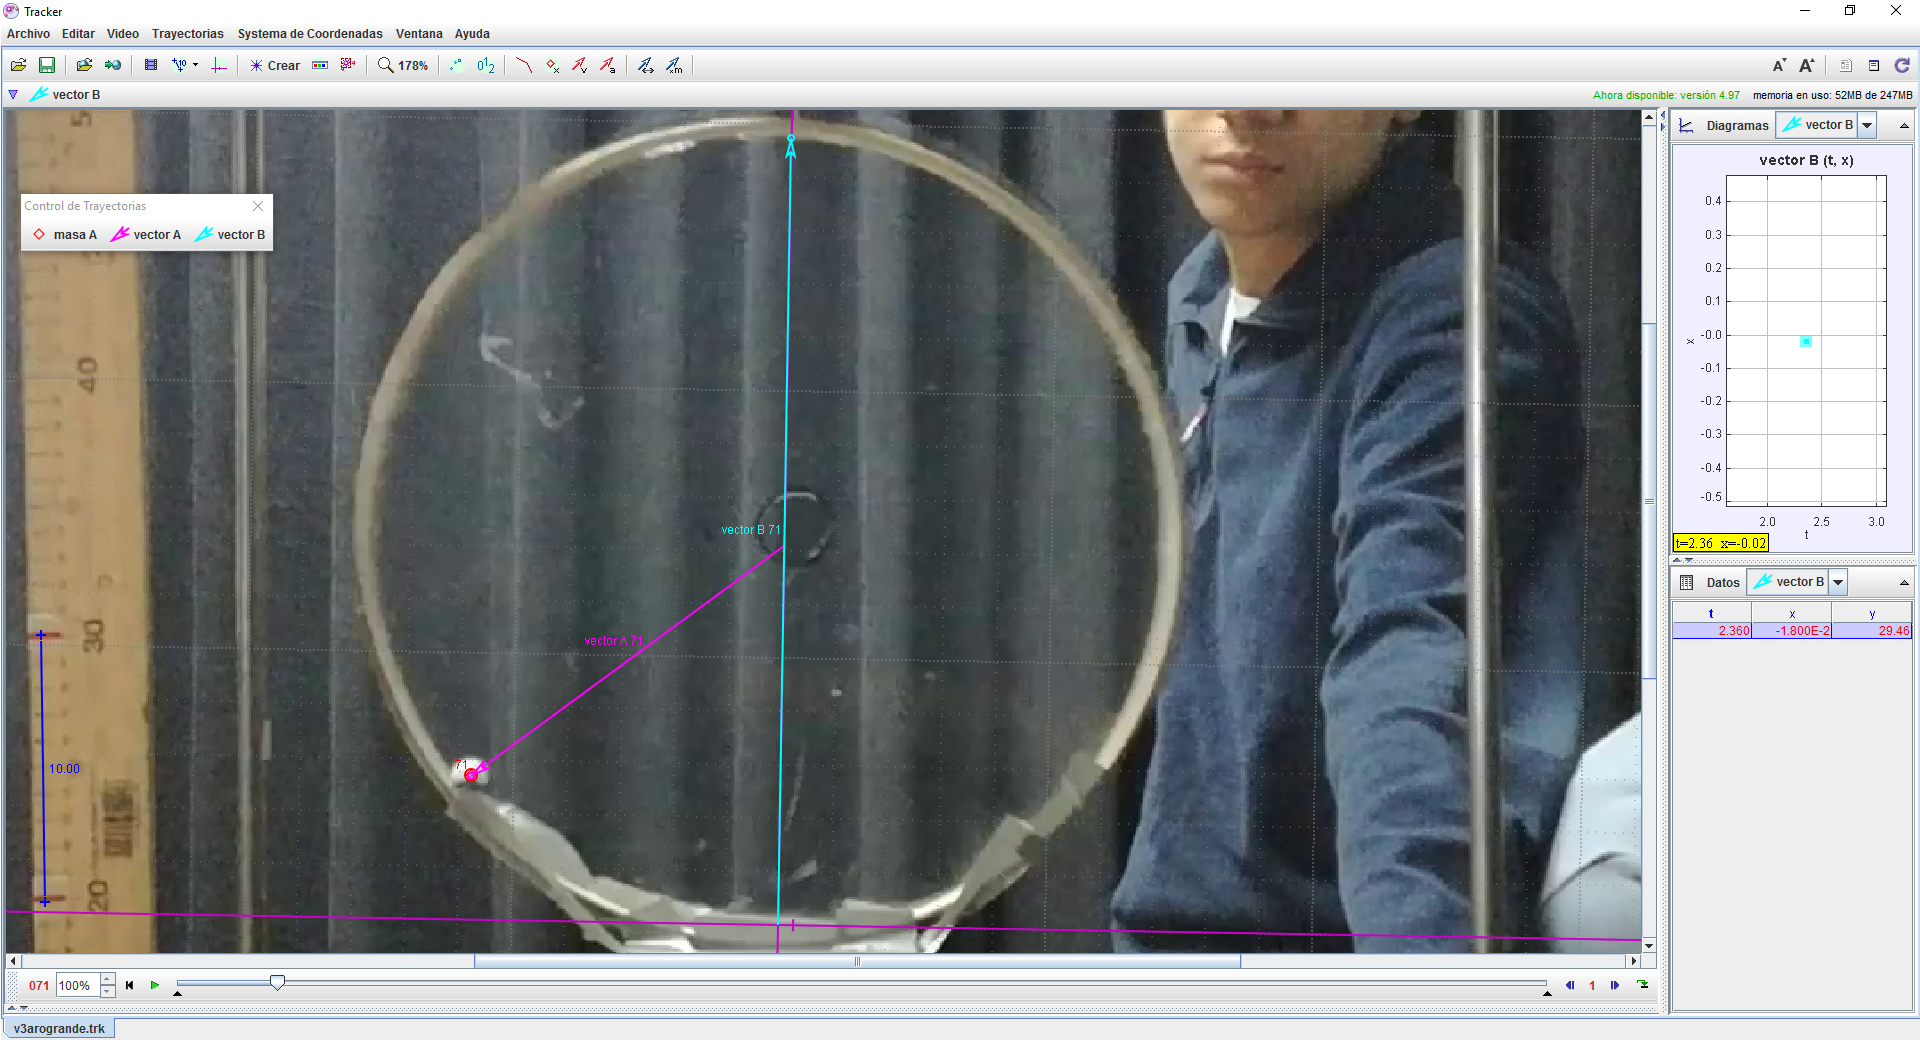 Tracker
Archivo Editar Video Trayectorias Systema de Coordenadas Ventana Ayuda
Crear 178%
vector B
Ahora disponible: versión 4.97 memoria en uso: 52MB de 247MB
Control de Trayectorias
masa A vector A vector B
40
30
20
10.00
vector B 71
vector A 71
71
Diagramas vector B
vector B (t, x)
0.4
0.3
0.2
0.1
-0.0
-0.1
-0.2
-0.3
-0.4
-0.5
x
2.0 2.5 3.0
t
t=2.36 x=-0.02
Datos vector B
t x y
2.360 -1.800E-2 29.46
071 100% 1
v3arogrande.trk